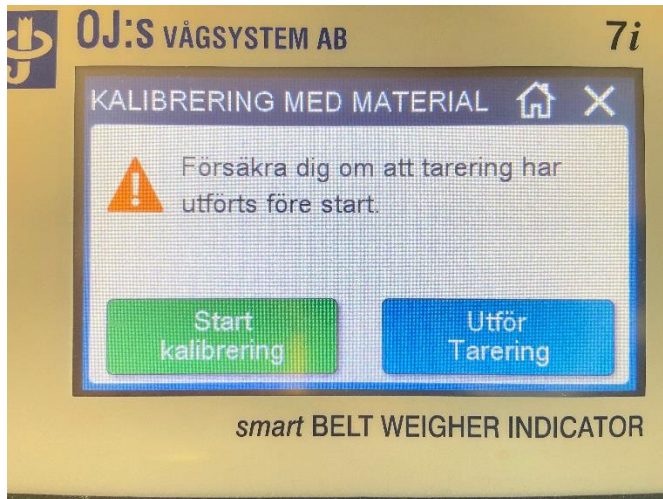 OJ:S VÅGSYSTEM AB
7i
KALIBRERING MED MATERIAL
Försäkra dig om att tarering har
utförts före start.
Start
kalibrering
Utför
Tarering
smart BELT WEIGHER INDICATOR